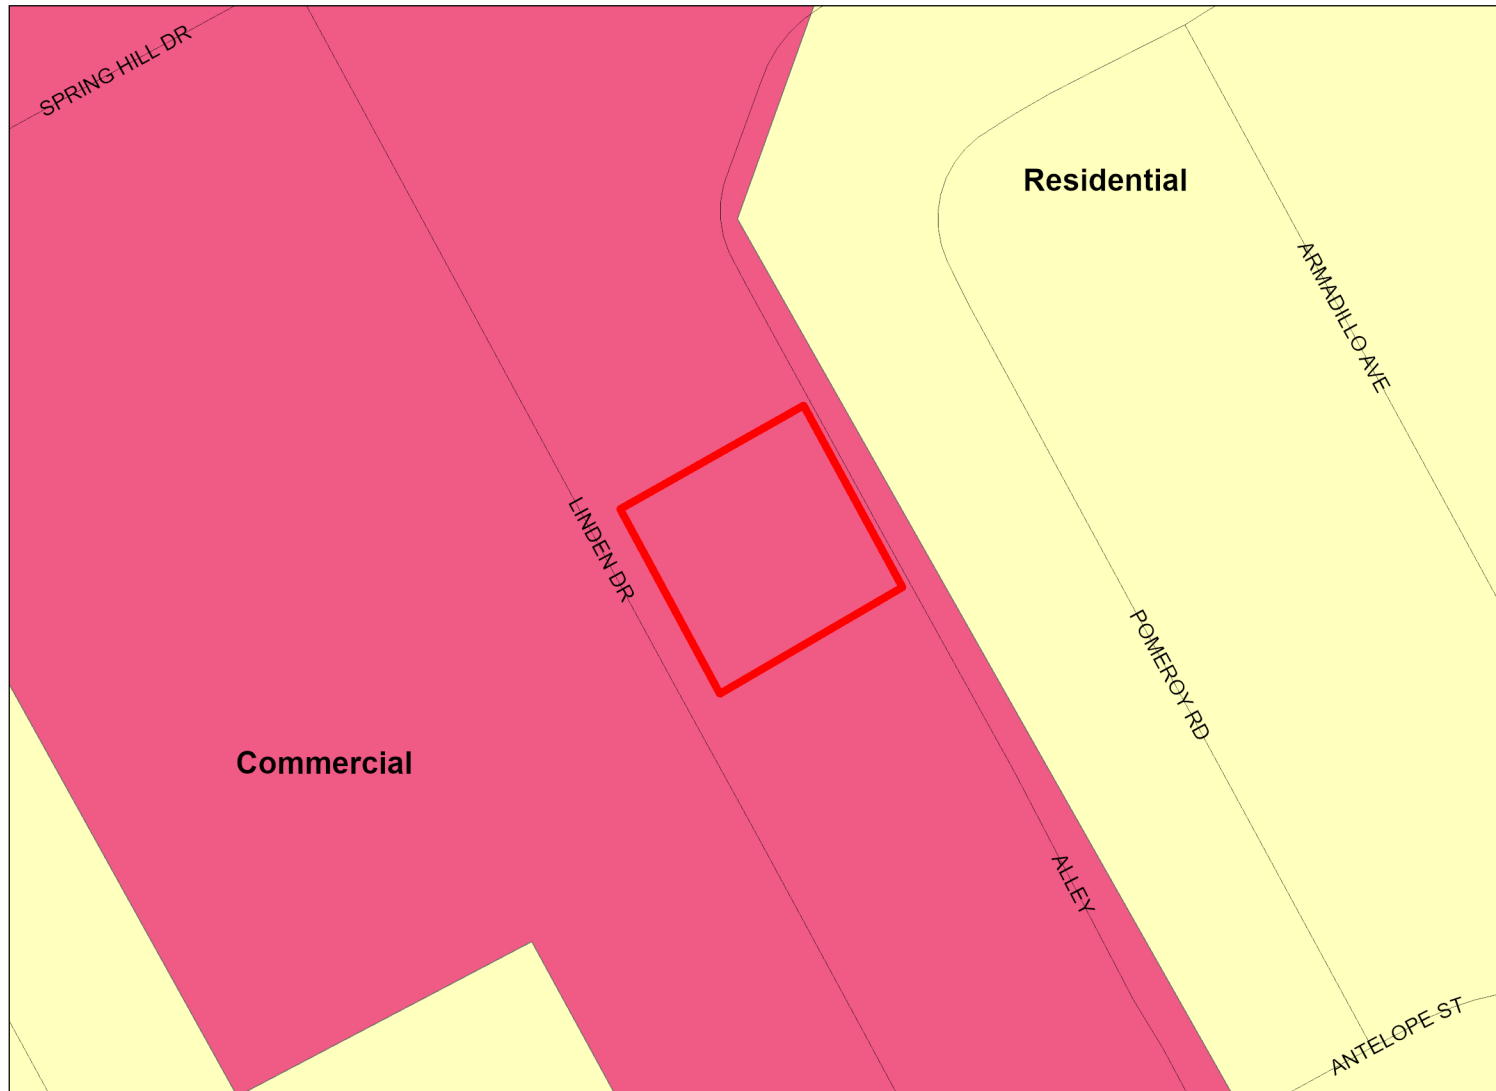 SPRING HILL DR
Residential
ARMADILLO AVE
LINDEN DR
POMEROY RD
Commercial
ALLEY
ANTELOPE ST